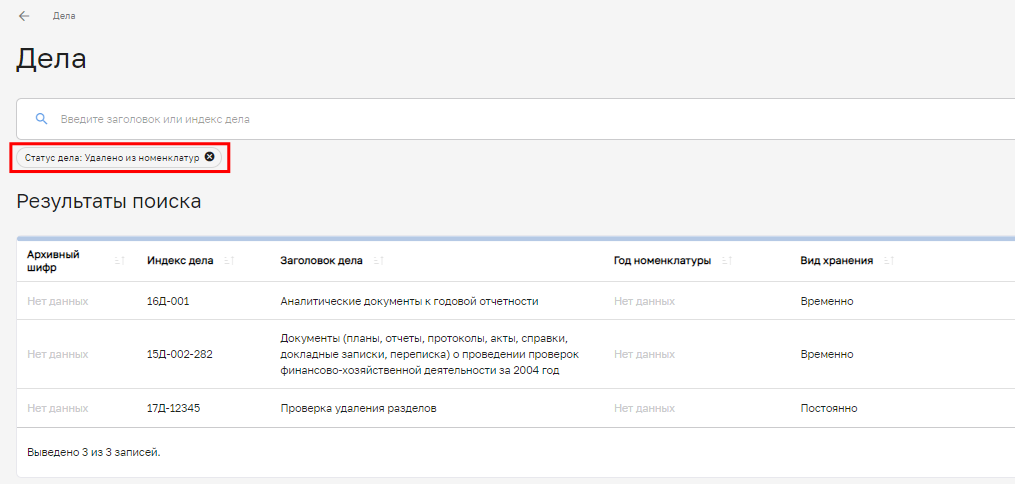 Дела
Дела
Введите заголовок или индекс дела
Статус дела: Удалено из номенклатур
Результаты поиска
Архивный
шифр
Индекс дела
Заголовок дела
Год номенклатуры
Вид хранения
Нет данных 16Д-001 Аналитические документы к годовой отчетности Нет данных Временно
Документы (планы, отчеты, протоколы, акты, справки,
Нет данных 15Д-002-282 докладные записки, переписка) о проведении проверок Нет данных Временно
финансово-хозяйственной деятельности за 2004 год
Нет данных 17Д-12345 Проверка удаления разделов Нет данных Постоянно
Выведено 3 из 3 записей.